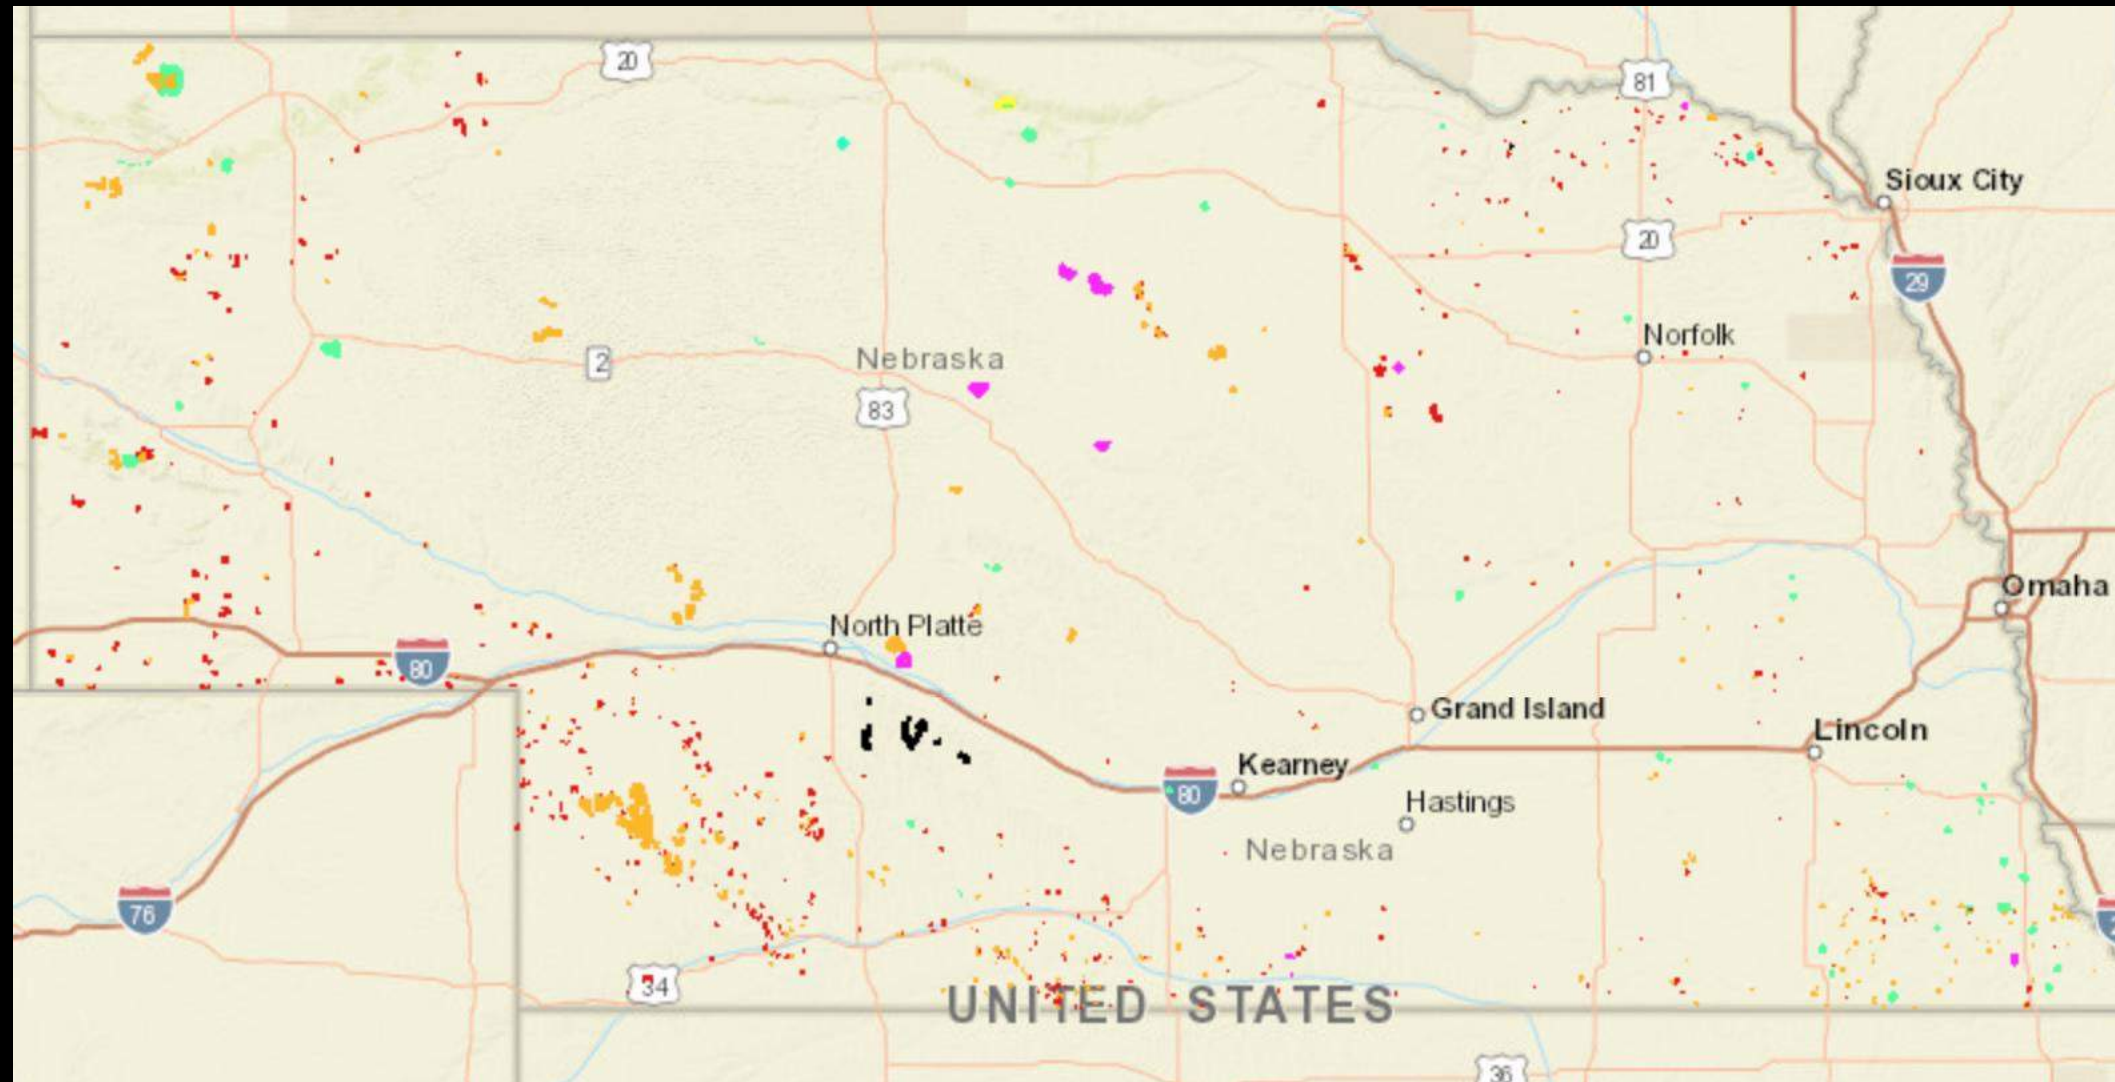 20
81
Sioux City
20
29
Norfolk
Nebraska
2
83
Omaha
North Platte
80
Grand Island
Lincoln
Kearney
80
Hastings
Nebraska
76
34
UNITED STATES
36